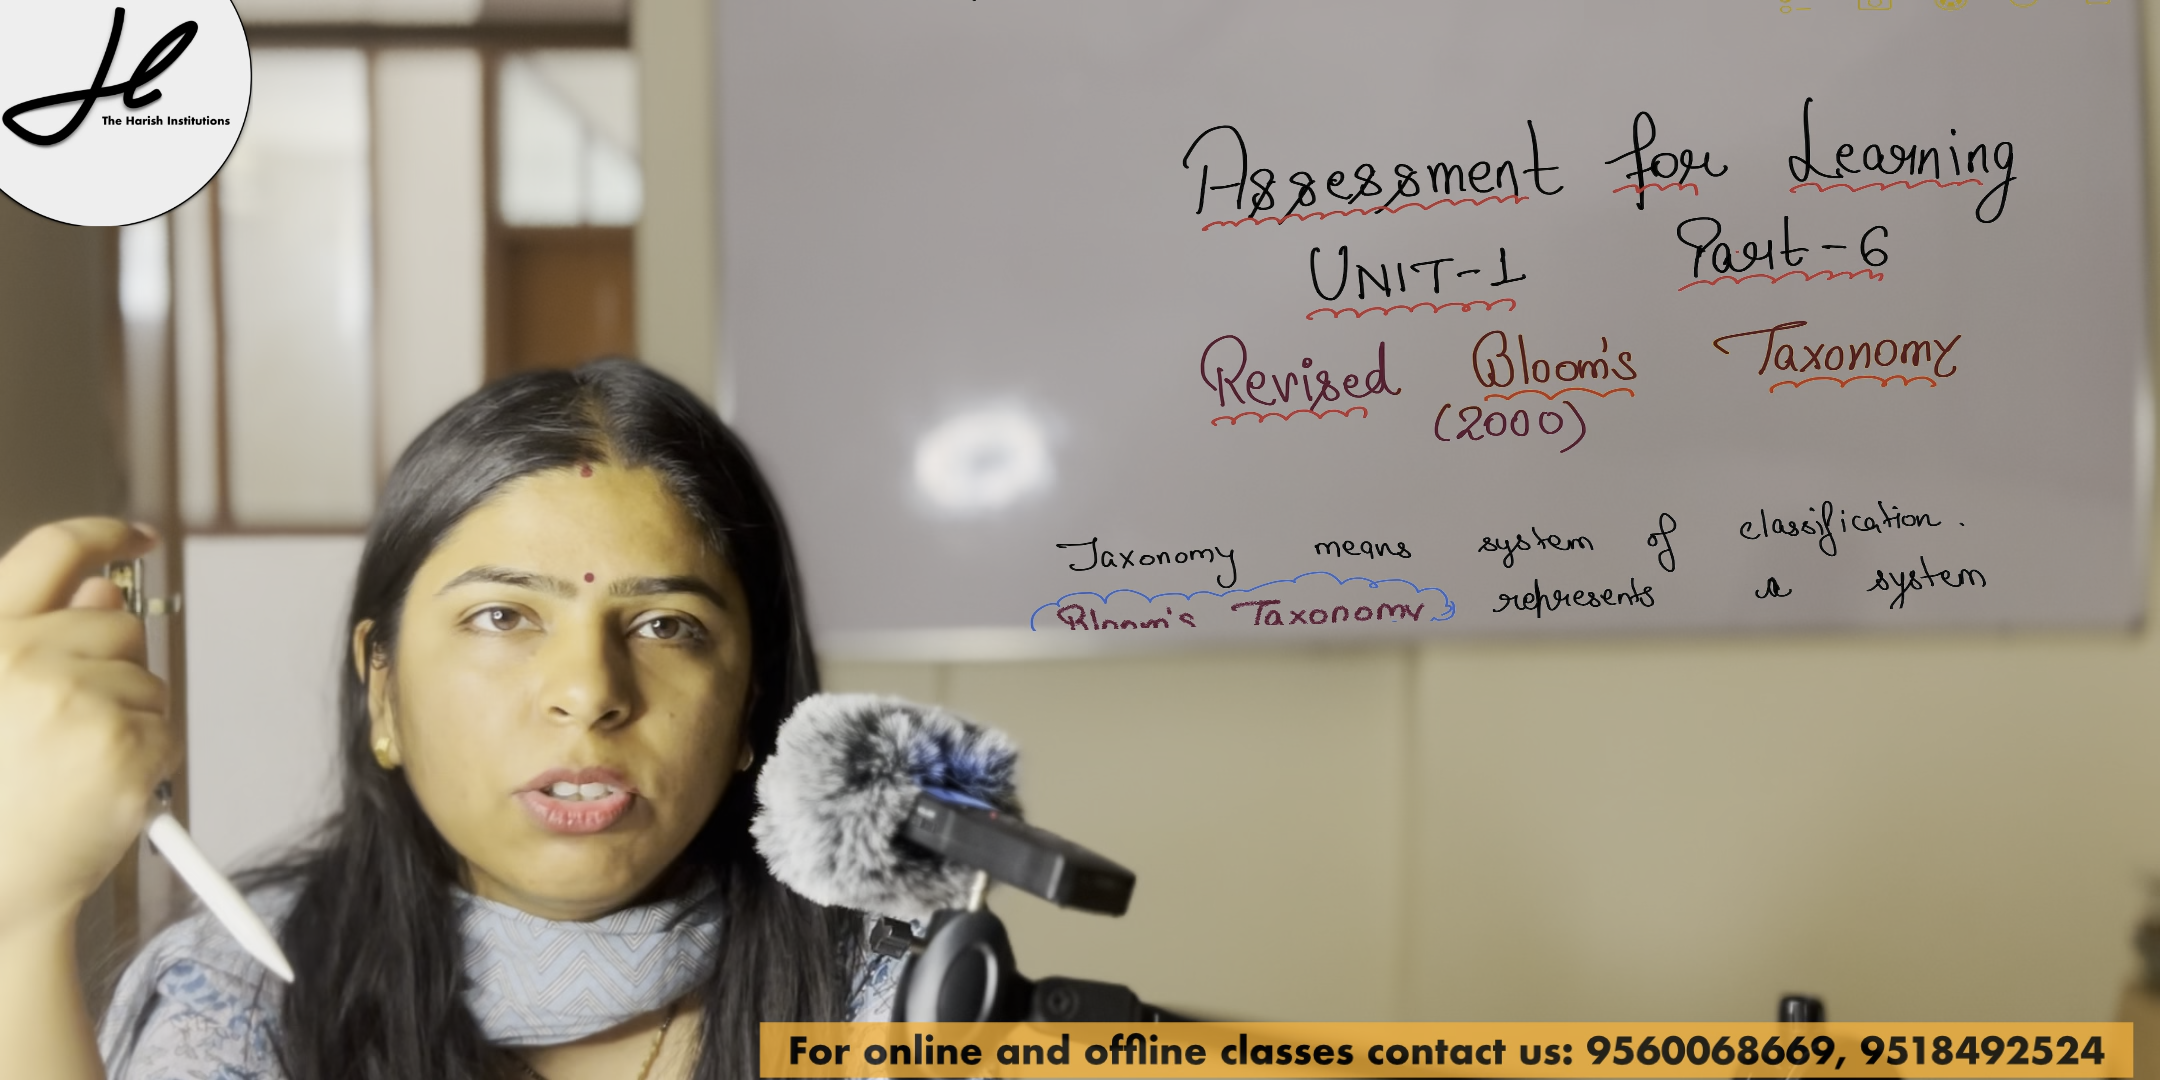 The Harish Institutions
Assessment for Learning
UNIT-1 Part-6
Revised Bloom's Taxonomy
(2000)
Taxonomy means system of classification.
Bloom's Taxonomy represents a system
For online and offline classes contact us: 9560068669, 9518492524